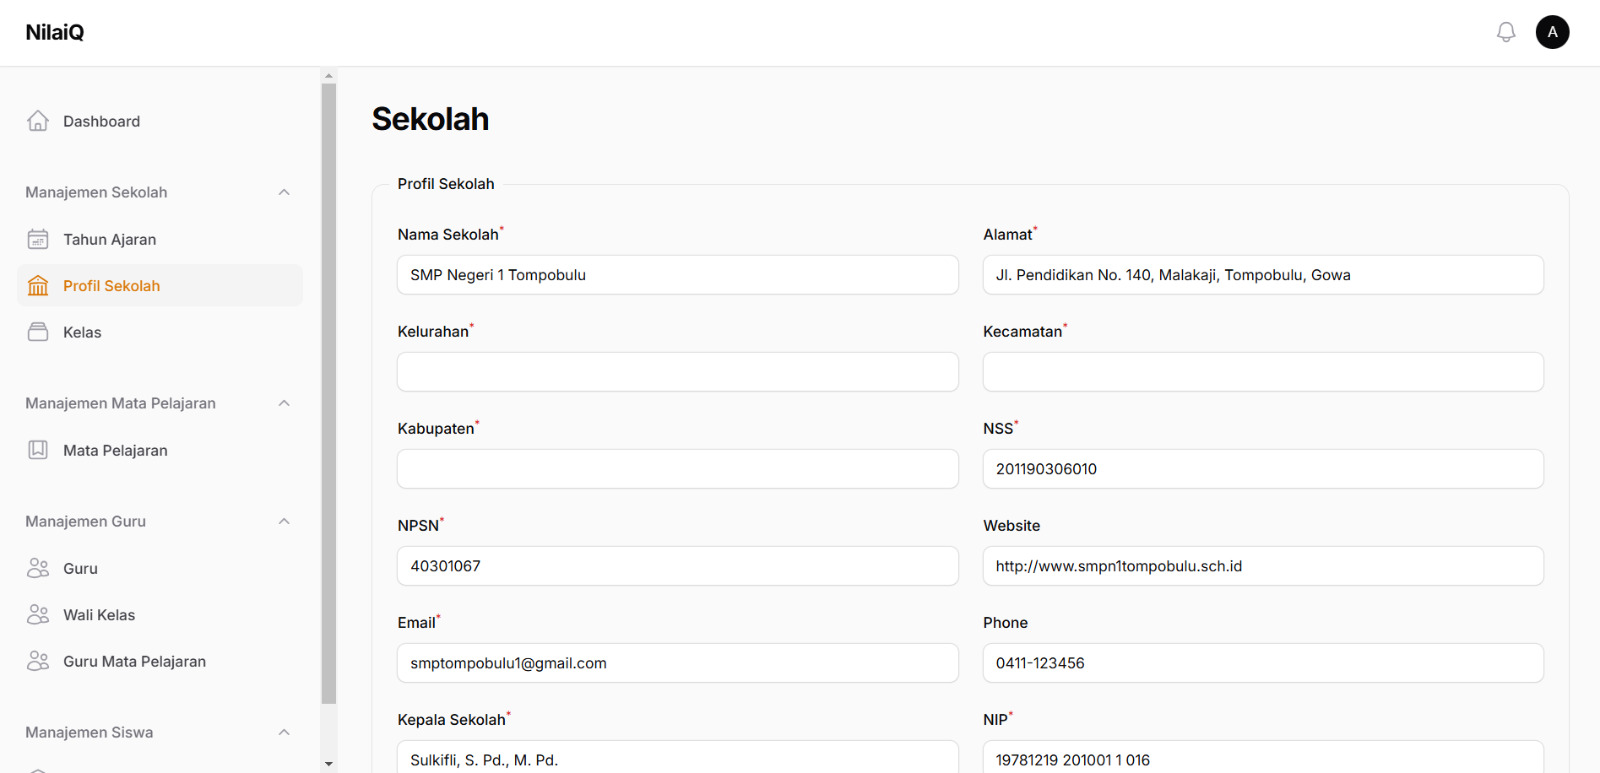 NilaiQ
A
Dashboard
Manajemen Sekolah
Tahun Ajaran
Profil Sekolah
Kelas
Manajemen Mata Pelajaran
Mata Pelajaran
Manajemen Guru
Guru
Wali Kelas
Guru Mata Pelajaran
Manajemen Siswa
Sekolah
Profil Sekolah
Nama Sekolah*
SMP Negeri 1 Tompobulu
Alamat*
Jl. Pendidikan No. 140, Malakaji, Tompobulu, Gowa
Kelurahan*
Kecamatan*
Kabupaten*
NSS*
201190306010
NPSN*
40301067
Website
http://www.smpn1tompobulu.sch.id
Email*
smptompobulu1@gmail.com
Phone
0411-123456
Kepala Sekolah*
Sulkifli, S. Pd., M. Pd.
NIP*
19781219 201001 1 016